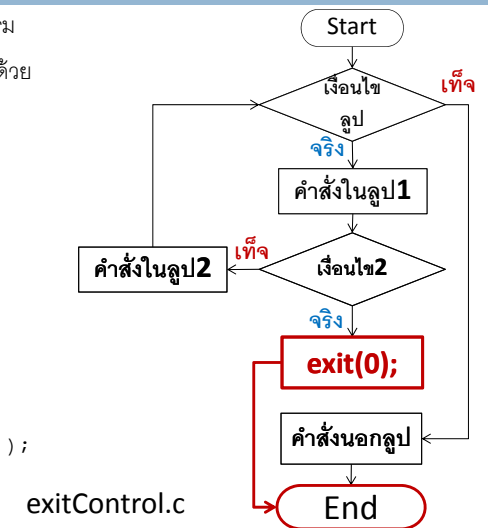 Start
ด้วย
เงื่อนไข
ลูป
เท็จ
จริง
คำสั่งในลูป1
เท็จ
คำสั่งในลูป2
เงื่อนไข2
จริง
exit(0);
คำสั่งนอกลูป
);
exitControl.c
End